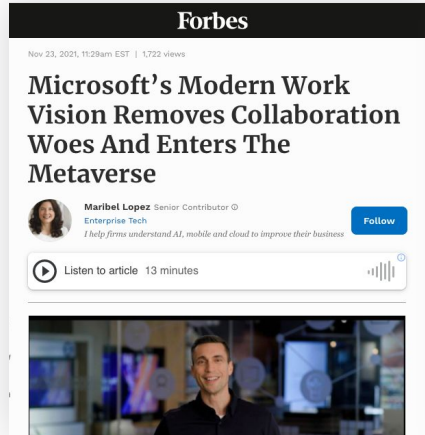 Forbes
Nov 23, 2021, 11:29am EST | 1,722 views
Microsoft's Modern Work
Vision Removes Collaboration
Woes And Enters The
Metaverse
Maribel Lopez Senior Contributor
Enterprise Tech
I help firms understand AI, mobile and cloud to improve their business
Follow
Listen to article 13 minutes